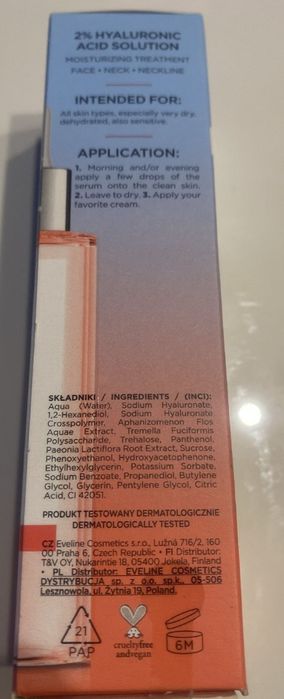 2% HYALURONIC
ACID SOLUTION
MOISTURIZING TREATMENT
FACE • NECK • NECKLINE
INTENDED FOR:
All skin types, especially very dry,
dehydrated, also sensitive.
APPLICATION:
1. Morning and/or evening
apply a few drops of the
serum onto the clean skin.
2. Leave to dry. 3. Apply your
favorite cream.
SKŁADNIKI / INGREDIENTS / (INCI):
Aqua (Water), Sodium Hyaluronate,
1,2-Hexanediol, Sodium Hyaluronate
Crosspolymer, Aphanizomenon Flos
Aquae Extract, Tremella Fuciformis
Polysaccharide, Trehalose, Panthenol,
Paeonia Lactiflora Root Extract, Sucrose,
Phenoxyethanol, Hydroxyacetophenone,
Ethylhexylglycerin, Potassium Sorbate,
Sodium Benzoate, Propanediol, Butylene
Glycol, Glycerin, Pentylene Glycol, Citric
Acid, CI 42051.
PRODUKT TESTOWANY DERMATOLOGICZNIE
DERMATOLOGICALLY TESTED
CZ Eveline Cosmetics s.r.o., Lužná 716/2, 160
00 Praha 6, Czech Republic • FI Distributor:
T&V OY, Nukarintie 18, 05400 Jokela, Finland
• PL Distributor: EVELINE COSMETICS
DYSTRYBUCJA sp. z o.o. sp.k., 05-506
Lesznowola, ul. Żytnia 19, Poland.
21
PAP
crueltyfree
andvegan
6M